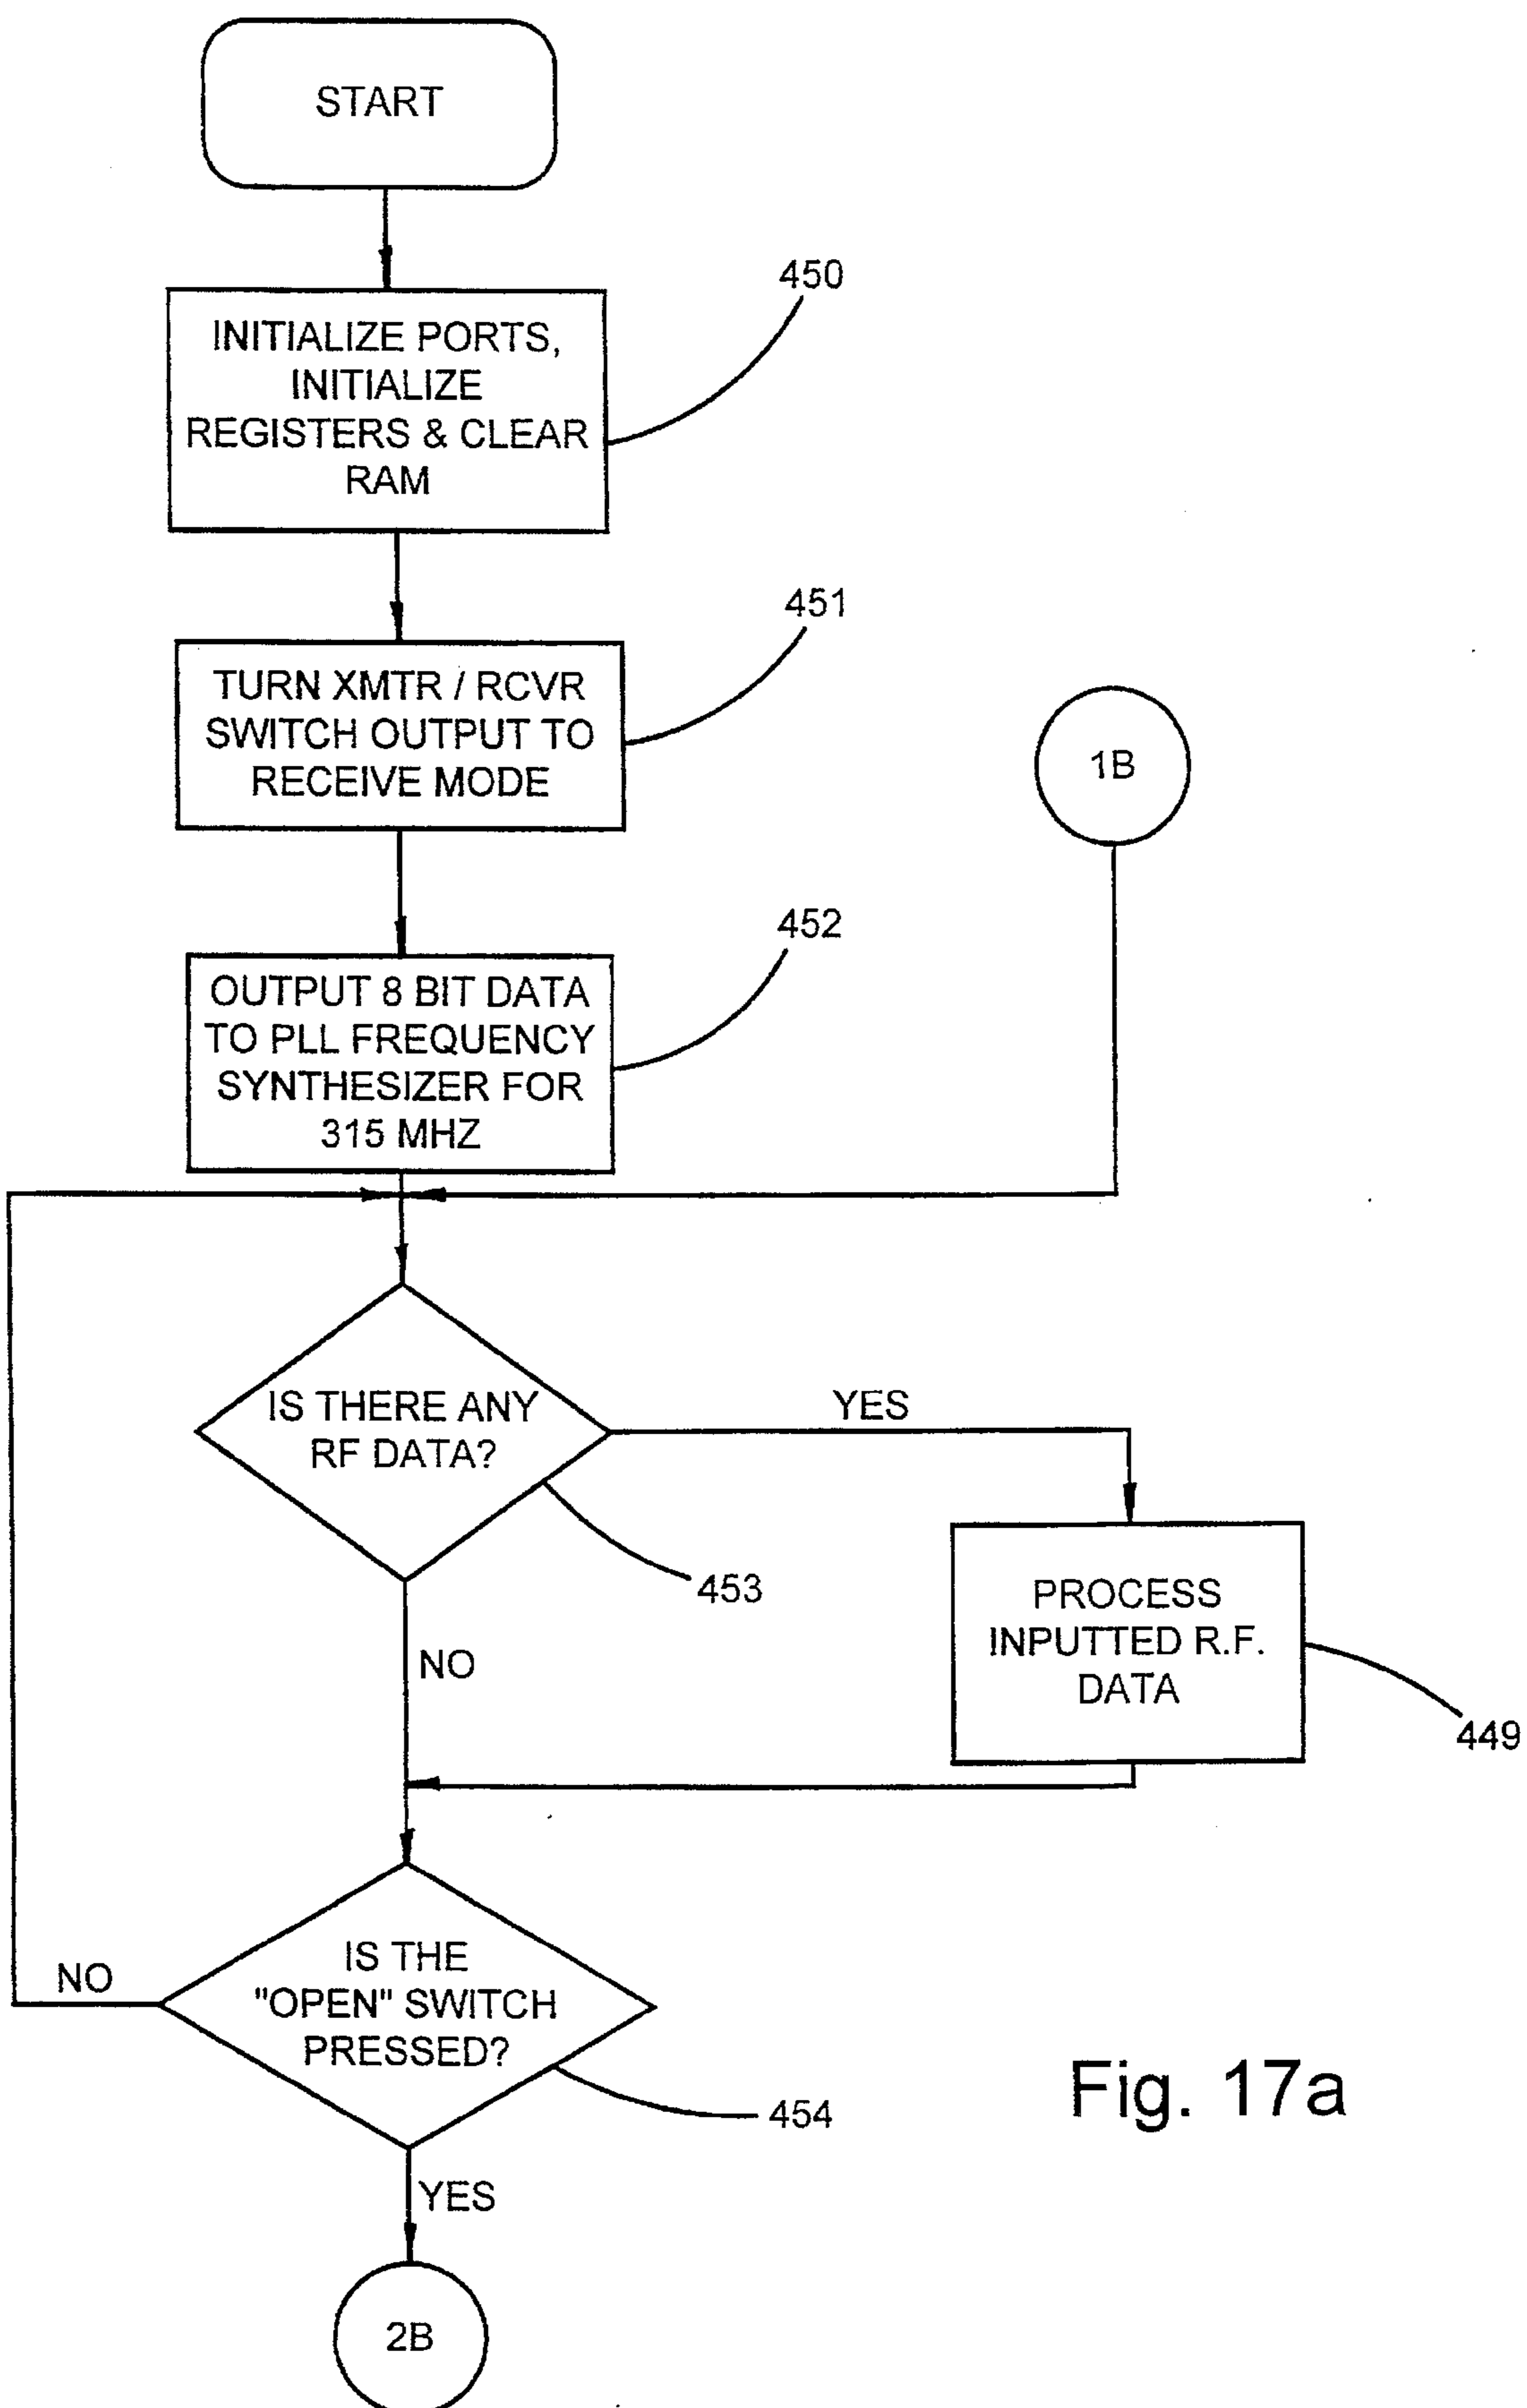 START
450
INITIALIZE PORTS,
INITIALIZE
REGISTERS & CLEAR
RAM
451
TURN XMTR / RCVR
SWITCH OUTPUT TO
RECEIVE MODE
1B
452
OUTPUT 8 BIT DATA
TO PLL FREQUENCY
SYNTHESIZER FOR
315 MHZ
IS THERE ANY
RF DATA?
YES
453
NO
PROCESS
INPUTTED R.F.
DATA
449
IS THE
"OPEN" SWITCH
PRESSED?
NO
454
YES
2B
Fig. 17a